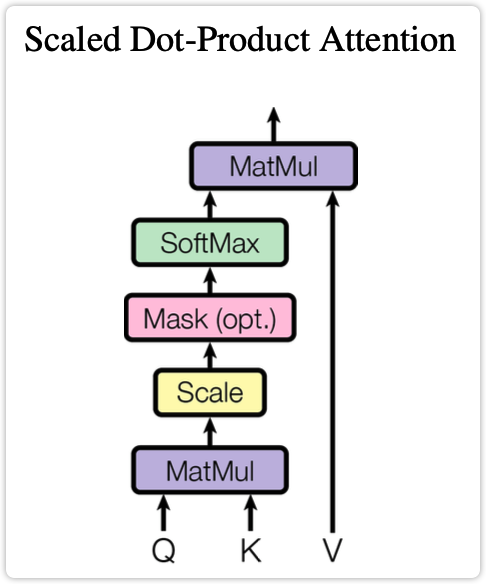 Scaled Dot-Product Attention
MatMul
SoftMax
Mask (opt.)
Scale
MatMul
Q K V